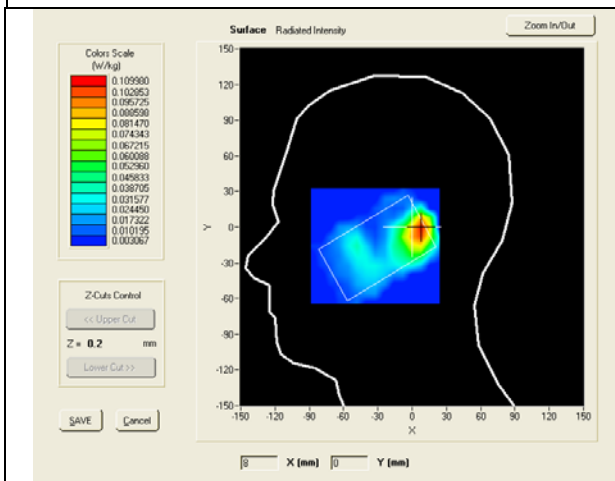 Surface Radiated Intensity
Zoom In/Out
Colors Scale
(W/kg)
0.109980
0.102853
0.095725
0.088598
0.081470
0.074343
0.067215
0.060088
0.052960
0.045833
0.038705
0.031577
0.024450
0.017322
0.010195
0.003067
Z-Cuts Control
<< Upper Cut
Z = 0.2 mm
Lower Cut >>
SAVE Cancel
150
120
90
60
30
0
-30
-60
-90
-120
-150
Y
-150 -120 -90 -60 -30 0 30 60 90 120 150
X
8 X (mm) 0 Y (mm)